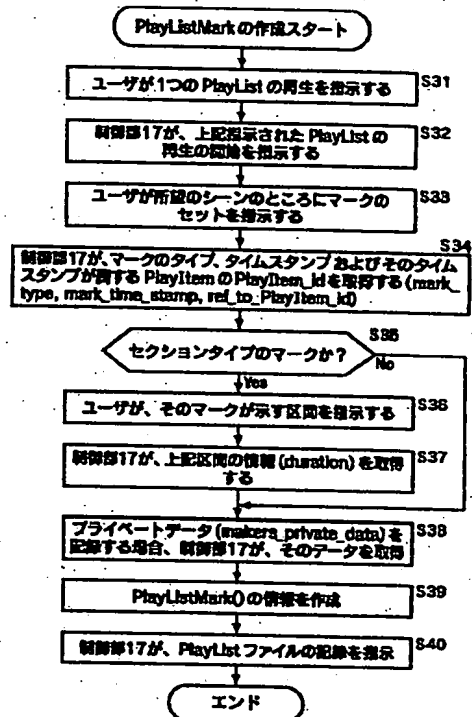 PlayListMarkの作成スタート
S31
ユーザが1つのPlayListの再生を指示する
S32
制御部17が、上記指示されたPlayListの
再生の開始を指示する
S33
ユーザが所望のシーンのところにマークの
セットを指示する
S34
制御部17が、マークのタイプ、タイムスタンプおよびそのタイム
スタンプが属するPlayItemのPlayItem_idを取得する(mark_
type, mark_time_stamp, ref_to_PlayItem_id)
S35
セクションタイプのマークか?
No
Yes
S36
ユーザが、そのマークが示す区間を指示する
S37
制御部17が、上記区間の情報(duration)を取得
する
S38
プライベートデータ(makers_private_data)を
記録する場合、制御部17が、そのデータを取得
S39
PlayListMark()の情報を作成
S40
制御部17が、PlayListファイルの記録を指示
エンド